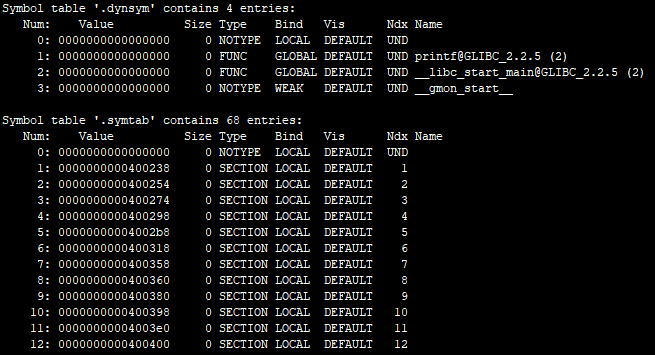 Symbol table '.dynsym' contains 4 entries:
Num: Value Size Type Bind Vis Ndx Name
0: 0000000000000000 0 NOTYPE LOCAL DEFAULT UND
1: 0000000000000000 0 FUNC GLOBAL DEFAULT UND printf@GLIBC_2.2.5 (2)
2: 0000000000000000 0 FUNC GLOBAL DEFAULT UND __libc_start_main@GLIBC_2.2.5 (2)
3: 0000000000000000 0 NOTYPE WEAK DEFAULT UND __gmon_start__
Symbol table '.symtab' contains 68 entries:
Num: Value Size Type Bind Vis Ndx Name
0: 0000000000000000 0 NOTYPE LOCAL DEFAULT UND
1: 0000000000400238 0 SECTION LOCAL DEFAULT 1
2: 0000000000400254 0 SECTION LOCAL DEFAULT 2
3: 0000000000400274 0 SECTION LOCAL DEFAULT 3
4: 0000000000400298 0 SECTION LOCAL DEFAULT 4
5: 00000000004002b8 0 SECTION LOCAL DEFAULT 5
6: 0000000000400318 0 SECTION LOCAL DEFAULT 6
7: 0000000000400358 0 SECTION LOCAL DEFAULT 7
8: 0000000000400360 0 SECTION LOCAL DEFAULT 8
9: 0000000000400380 0 SECTION LOCAL DEFAULT 9
10: 0000000000400398 0 SECTION LOCAL DEFAULT 10
11: 00000000004003e0 0 SECTION LOCAL DEFAULT 11
12: 0000000000400400 0 SECTION LOCAL DEFAULT 12